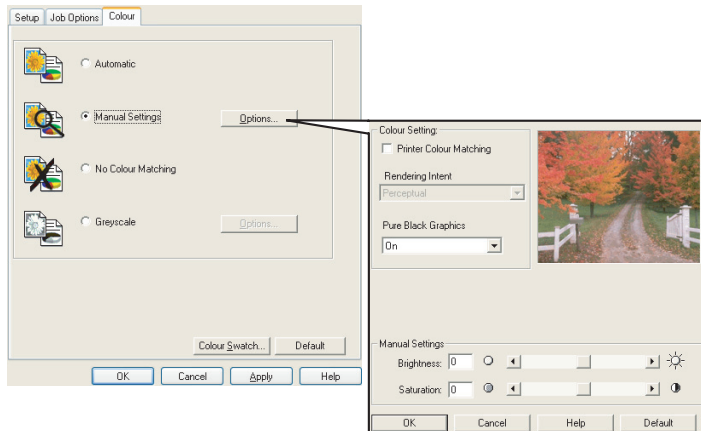 Setup Job Options Colour
Automatic
Manual Settings Options...
No Colour Matching
Greyscale Options...
Colour Swatch... Default
OK Cancel Apply Help
Colour Setting:
Printer Colour Matching
Rendering Intent
Perceptual
Pure Black Graphics
On
Manual Settings
Brightness: 0
Saturation: 0
OK Cancel Help Default